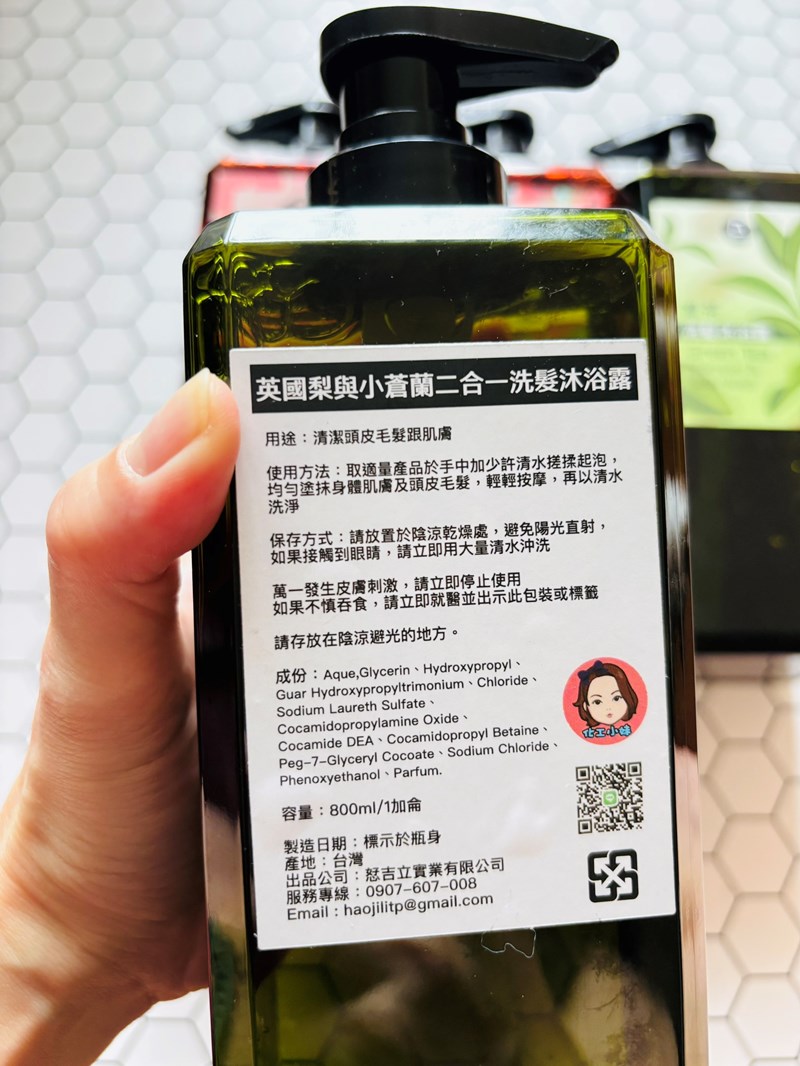 英國梨與小蒼蘭二合一洗髮沐浴露
用途：清潔頭皮毛髮跟肌膚
使用方法：取適量產品於手中加少許清水搓揉起泡，
均勻塗抹身體肌膚及頭皮毛髮，輕輕按摩，再以清水
洗淨
保存方式：請放置於陰涼乾燥處，避免陽光直射，
如果接觸到眼睛，請立即用大量清水沖洗
萬一發生皮膚刺激，請立即停止使用
如果不慎吞食，請立即就醫並出示此包裝或標籤
請存放在陰涼避光的地方。
成份：Aque,Glycerin、Hydroxypropyl、
Guar Hydroxypropyltrimonium、Chloride、
Sodium Laureth Sulfate、
Cocamidopropylamine Oxide、
Cocamide DEA、Cocamidopropyl Betaine、
Peg-7-Glyceryl Cocoate、Sodium Chloride、
Phenoxyethanol、Parfum.
化工小妹
容量：800ml/1加侖
製造日期：標示於瓶身
產地：台灣
出品公司：恏吉立實業有限公司
服務專線：0907-607-008
Email：haojilitp@gmail.com